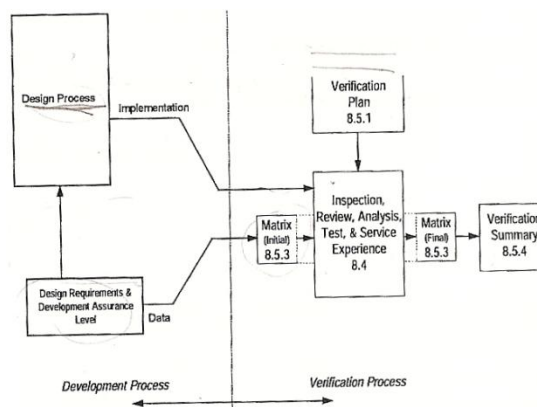 Design Process
Implementation
Verification
Plan
8.5.1
Inspection,
Review, Analysis,
Test, & Service
Experience
8.4
Matrix
(Initial)
8.5.3
Matrix
(Final)
8.5.3
Verification
Summary
8.5.4
Design Requirements &
Development Assurance
Level
Data
Development Process
Verification Process